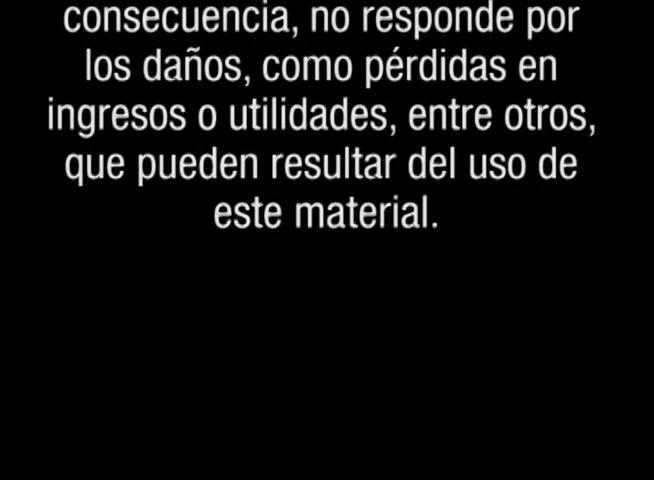 consecuencia, no responde por
los daños, como pérdidas en
ingresos o utilidades, entre otros,
que pueden resultar del uso de
este material.